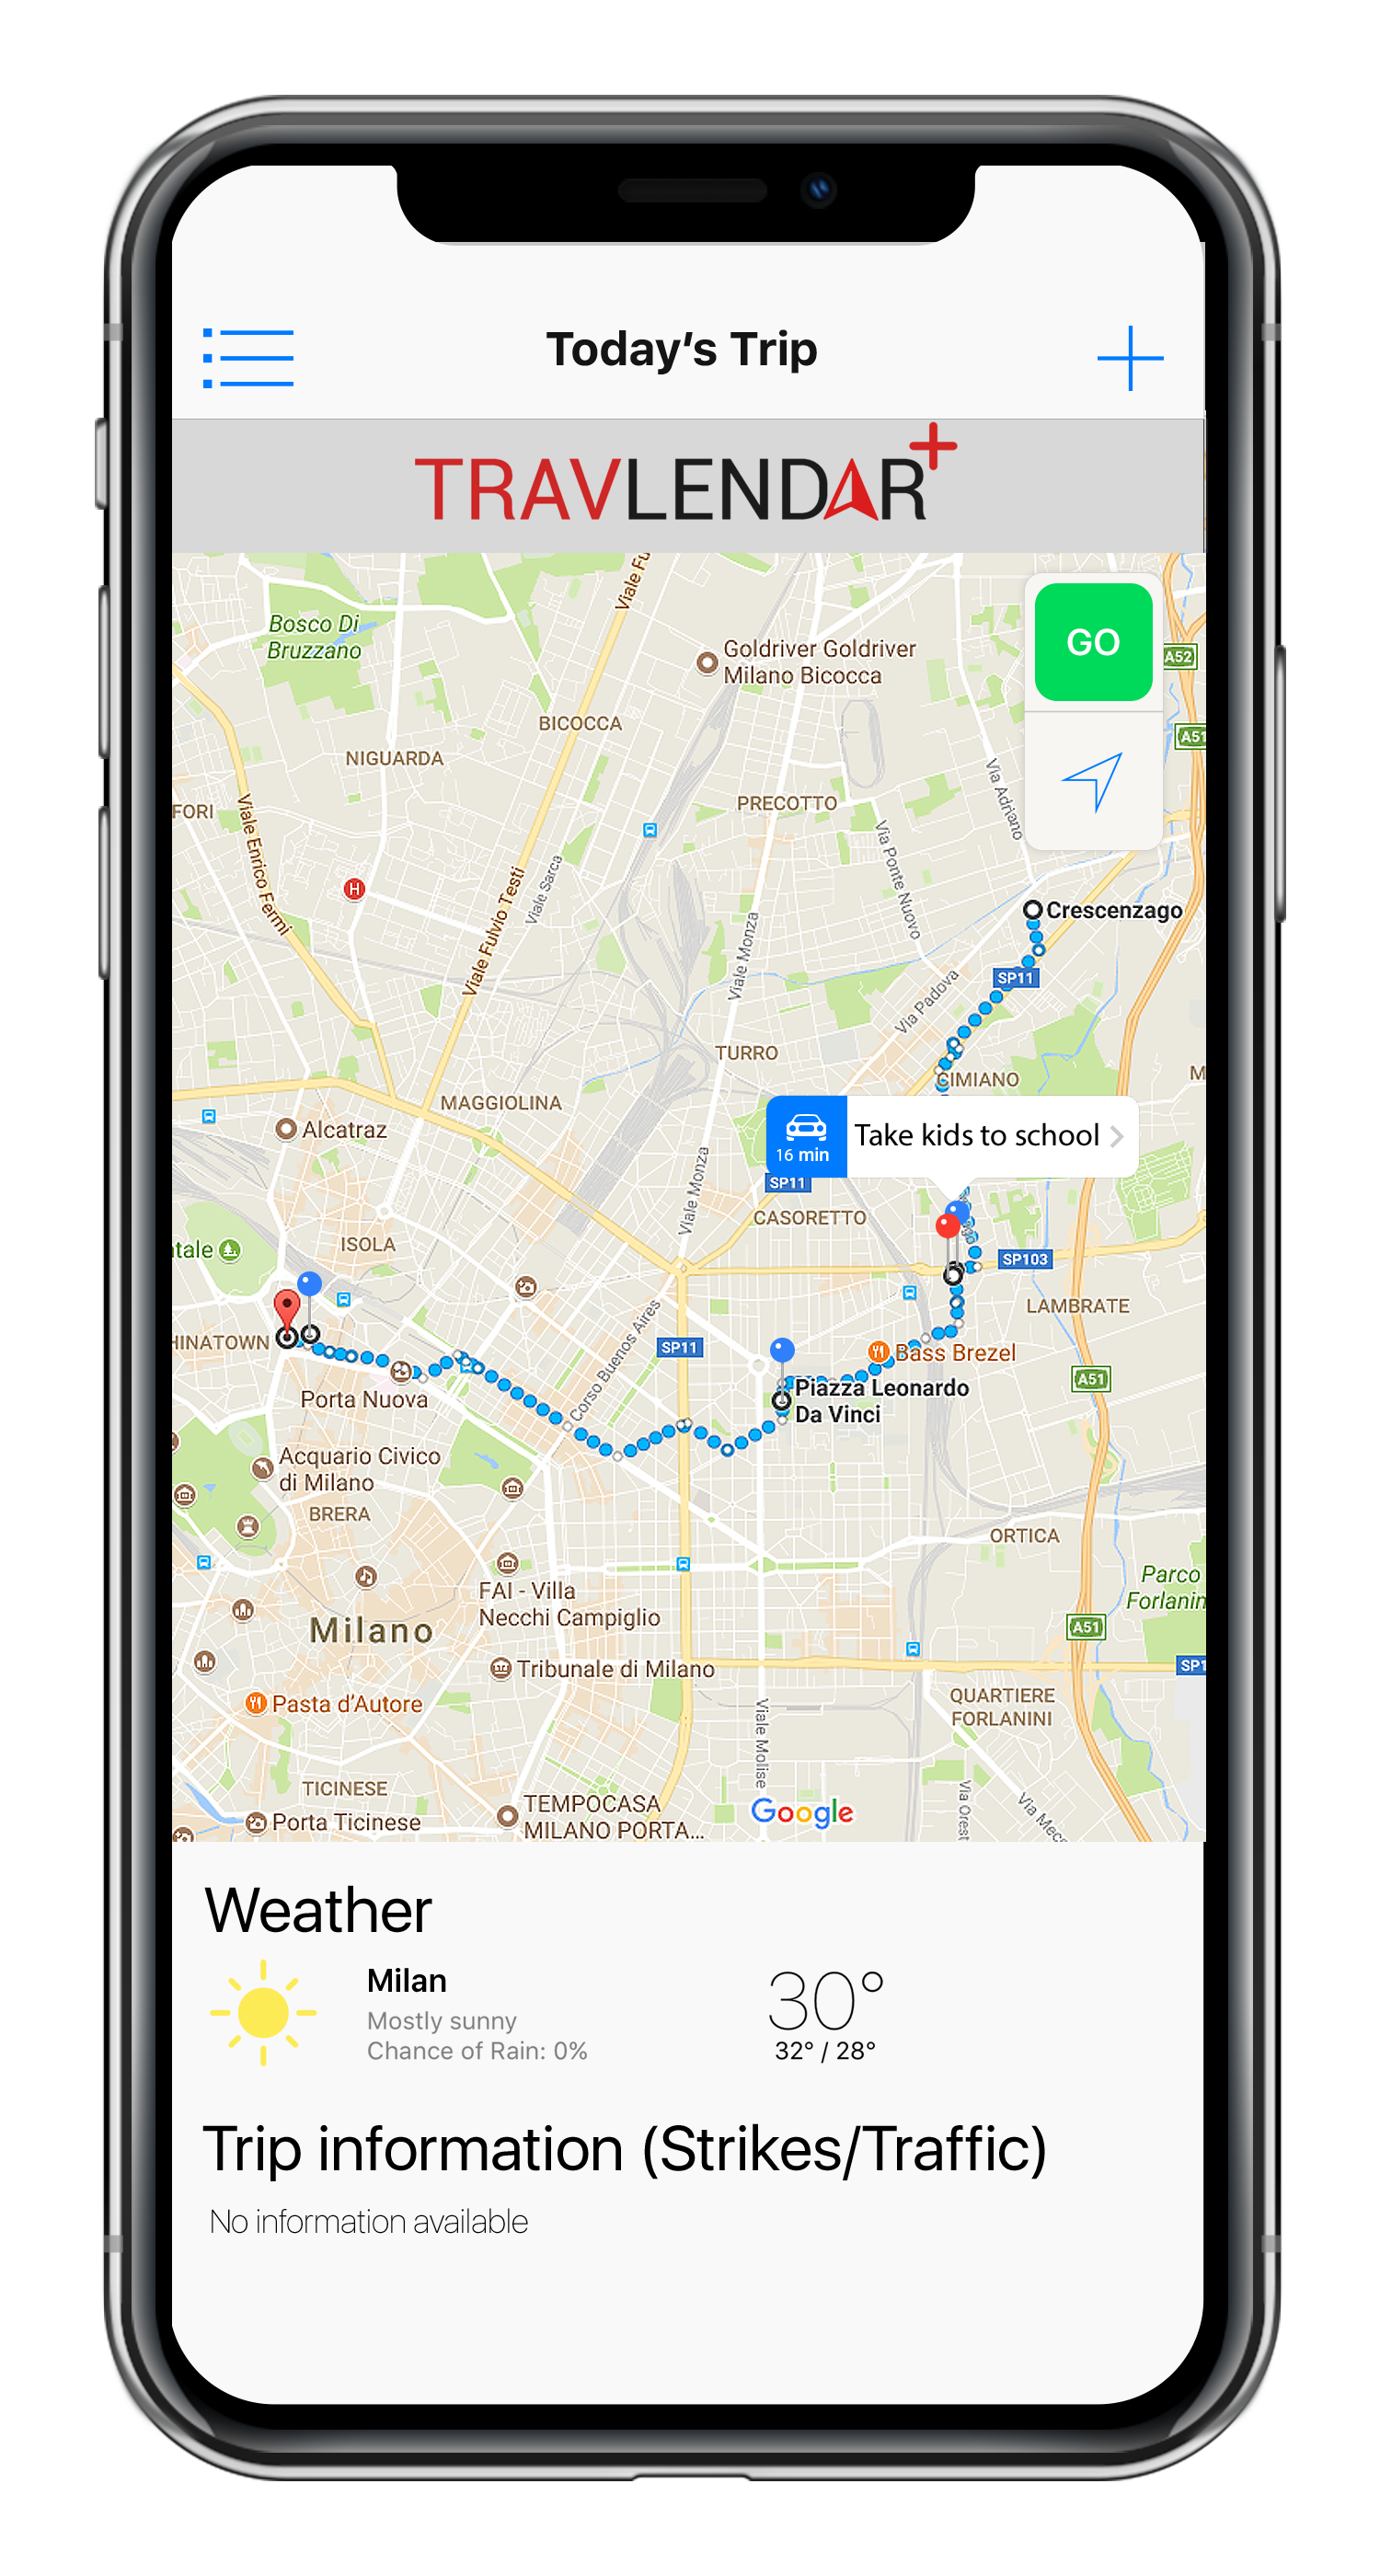 Today's Trip
TRAVLENDAR+
Bosco Di
Bruzzano
Viale Fu
Goldriver Goldriver
Milano Bicocca
GO
A52
A51
BICOCCA
NIGUARDA
FORI
PRECOTTO
Via Adriano
Viale Enrico Fermi
Viale Fulvio Testi
Viale Sarca
Via Ponte Nuovo
H
Viale Monza
Crescenzago
SP11
Via Padova
TURRO
CIMIANO
M
MAGGIOLINA
Alcatraz
16 min
Take kids to school
SP11
Viale Monza
CASORETTO
ISOLA
ntale
SP103
LAMBRATE
HINATOWN
Corso Buenos Aires
SP11
Bass Brezel
A51
Porta Nuova
Piazza Leonardo
Da Vinci
Acquario Civico
di Milano
BRERA
ORTICA
FAI - Villa
Necchi Campiglio
Parco
Forlanin
Milano
A51
Tribunale di Milano
SP1
Pasta d'Autore
QUARTIERE
FORLANINI
Viale Molise
TICINESE
Porta Ticinese
TEMPOCASA
MILANO PORTA...
Google
Via Orest
Via Mec
Weather
Milan
Mostly sunny
Chance of Rain: 0%
30°
32° / 28°
Trip information (Strikes/Traffic)
No information available